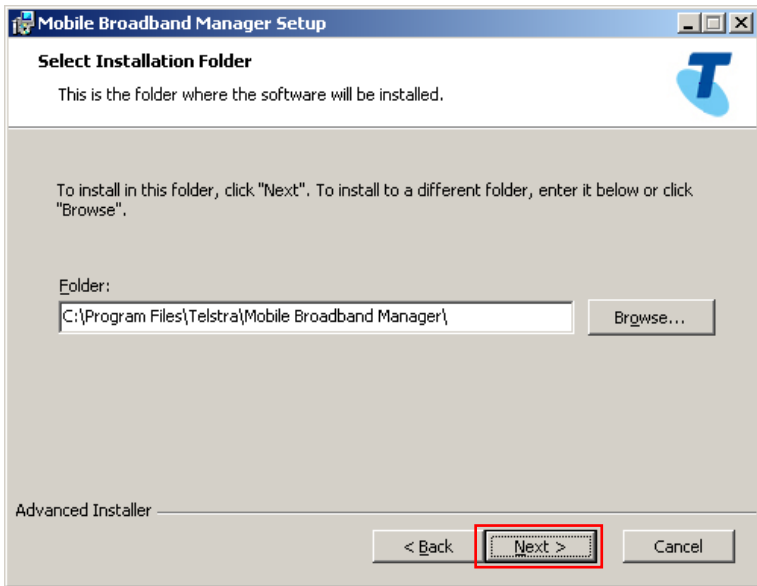 Mobile Broadband Manager Setup
Select Installation Folder
This is the folder where the software will be installed.
T
To install in this folder, click "Next". To install to a different folder, enter it below or click
"Browse".
Folder:
C:\Program Files\Telstra\Mobile Broadband Manager\
Browse...
Advanced Installer
< Back
Next >
Cancel